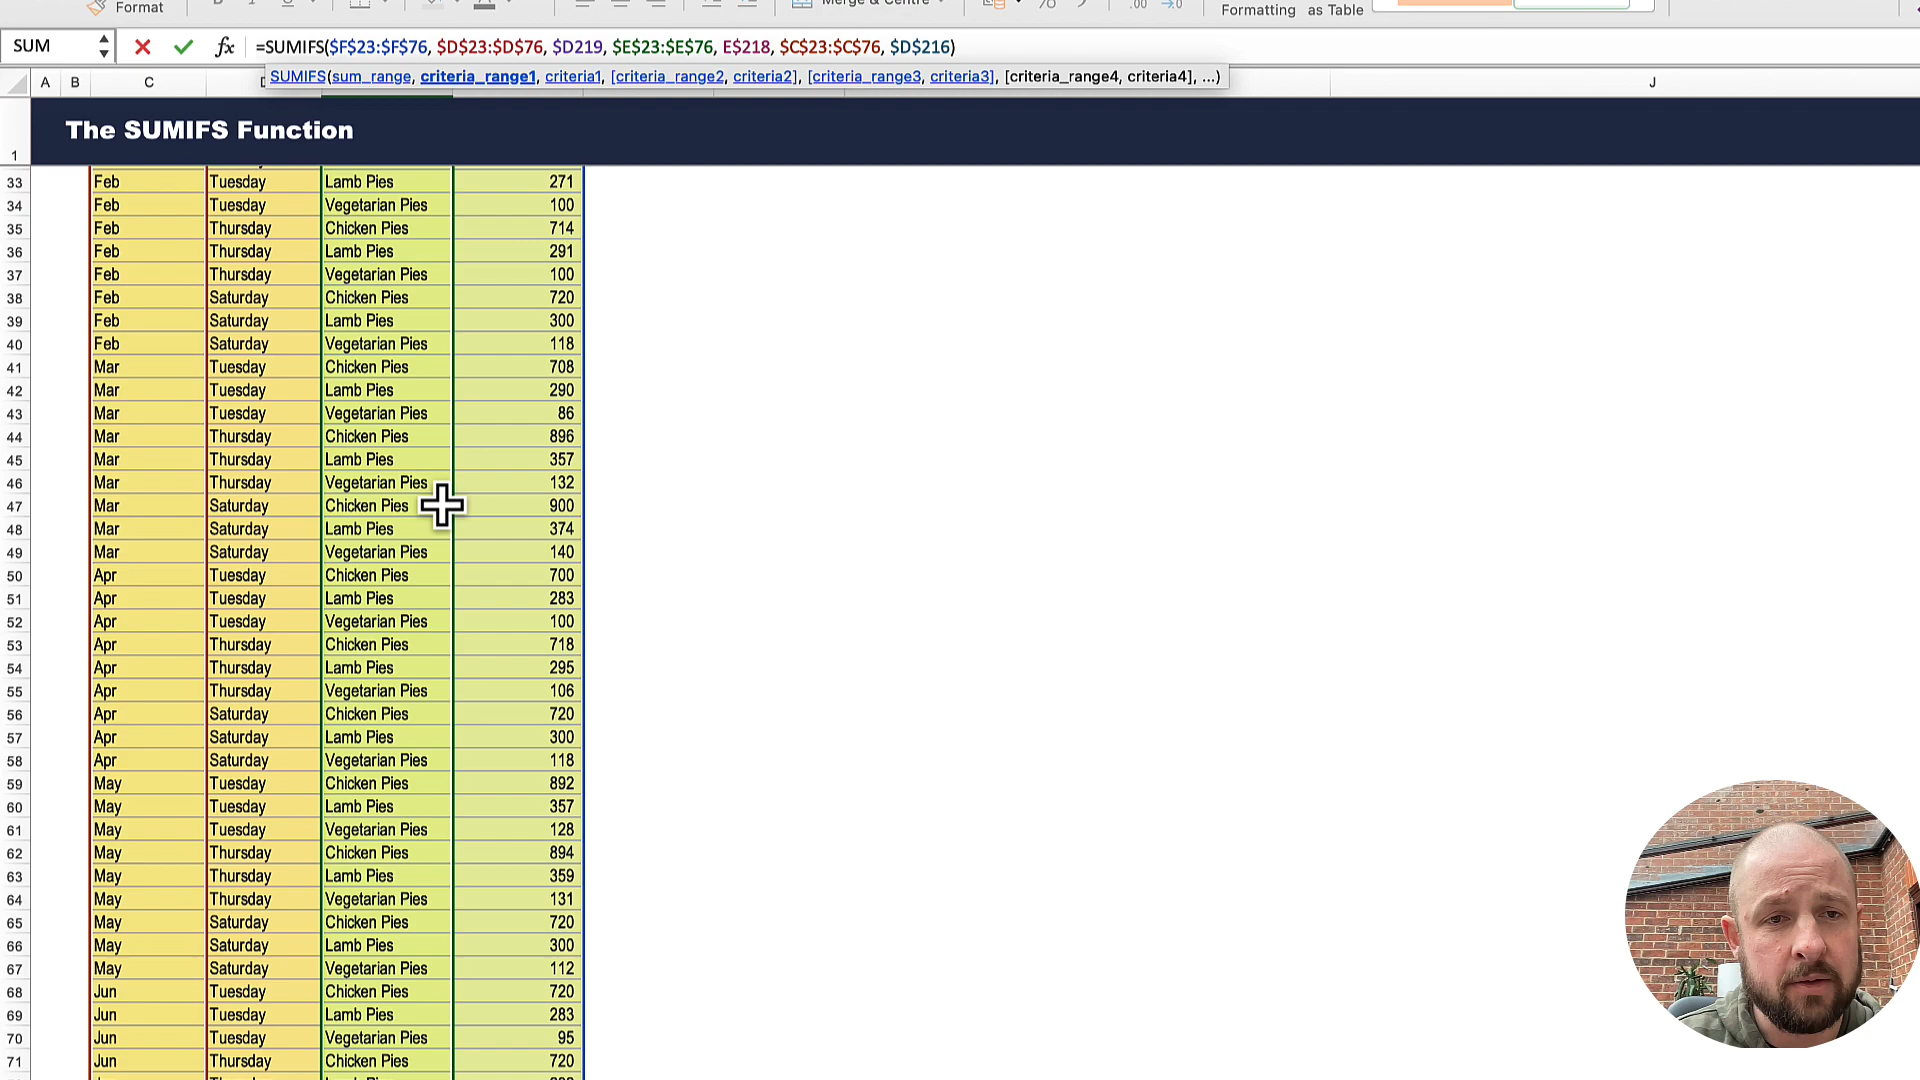 Format
Merge & Centre
Formatting as Table
SUM
fx =SUMIFS($F$23:$F$76, $D$23:$D$76, $D219, $E$23:$E$76, E$218, $C$23:$C$76, $D$216)
SUMIFS(sum_range, criteria_range1, criteria1, [criteria_range2, criteria2], [criteria_range3, criteria3], [criteria_range4, criteria4], ...)
A B C D J
1 The SUMIFS Function
33 Feb Tuesday Lamb Pies 271
34 Feb Tuesday Vegetarian Pies 100
35 Feb Thursday Chicken Pies 714
36 Feb Thursday Lamb Pies 291
37 Feb Thursday Vegetarian Pies 100
38 Feb Saturday Chicken Pies 720
39 Feb Saturday Lamb Pies 300
40 Feb Saturday Vegetarian Pies 118
41 Mar Tuesday Chicken Pies 708
42 Mar Tuesday Lamb Pies 290
43 Mar Tuesday Vegetarian Pies 86
44 Mar Thursday Chicken Pies 896
45 Mar Thursday Lamb Pies 357
46 Mar Thursday Vegetarian Pies 132
47 Mar Saturday Chicken Pies 900
48 Mar Saturday Lamb Pies 374
49 Mar Saturday Vegetarian Pies 140
50 Apr Tuesday Chicken Pies 700
51 Apr Tuesday Lamb Pies 283
52 Apr Tuesday Vegetarian Pies 100
53 Apr Thursday Chicken Pies 718
54 Apr Thursday Lamb Pies 295
55 Apr Thursday Vegetarian Pies 106
56 Apr Saturday Chicken Pies 720
57 Apr Saturday Lamb Pies 300
58 Apr Saturday Vegetarian Pies 118
59 May Tuesday Chicken Pies 892
60 May Tuesday Lamb Pies 357
61 May Tuesday Vegetarian Pies 128
62 May Thursday Chicken Pies 894
63 May Thursday Lamb Pies 359
64 May Thursday Vegetarian Pies 131
65 May Saturday Chicken Pies 720
66 May Saturday Lamb Pies 300
67 May Saturday Vegetarian Pies 112
68 Jun Tuesday Chicken Pies 720
69 Jun Tuesday Lamb Pies 283
70 Jun Tuesday Vegetarian Pies 95
71 Jun Thursday Chicken Pies 720